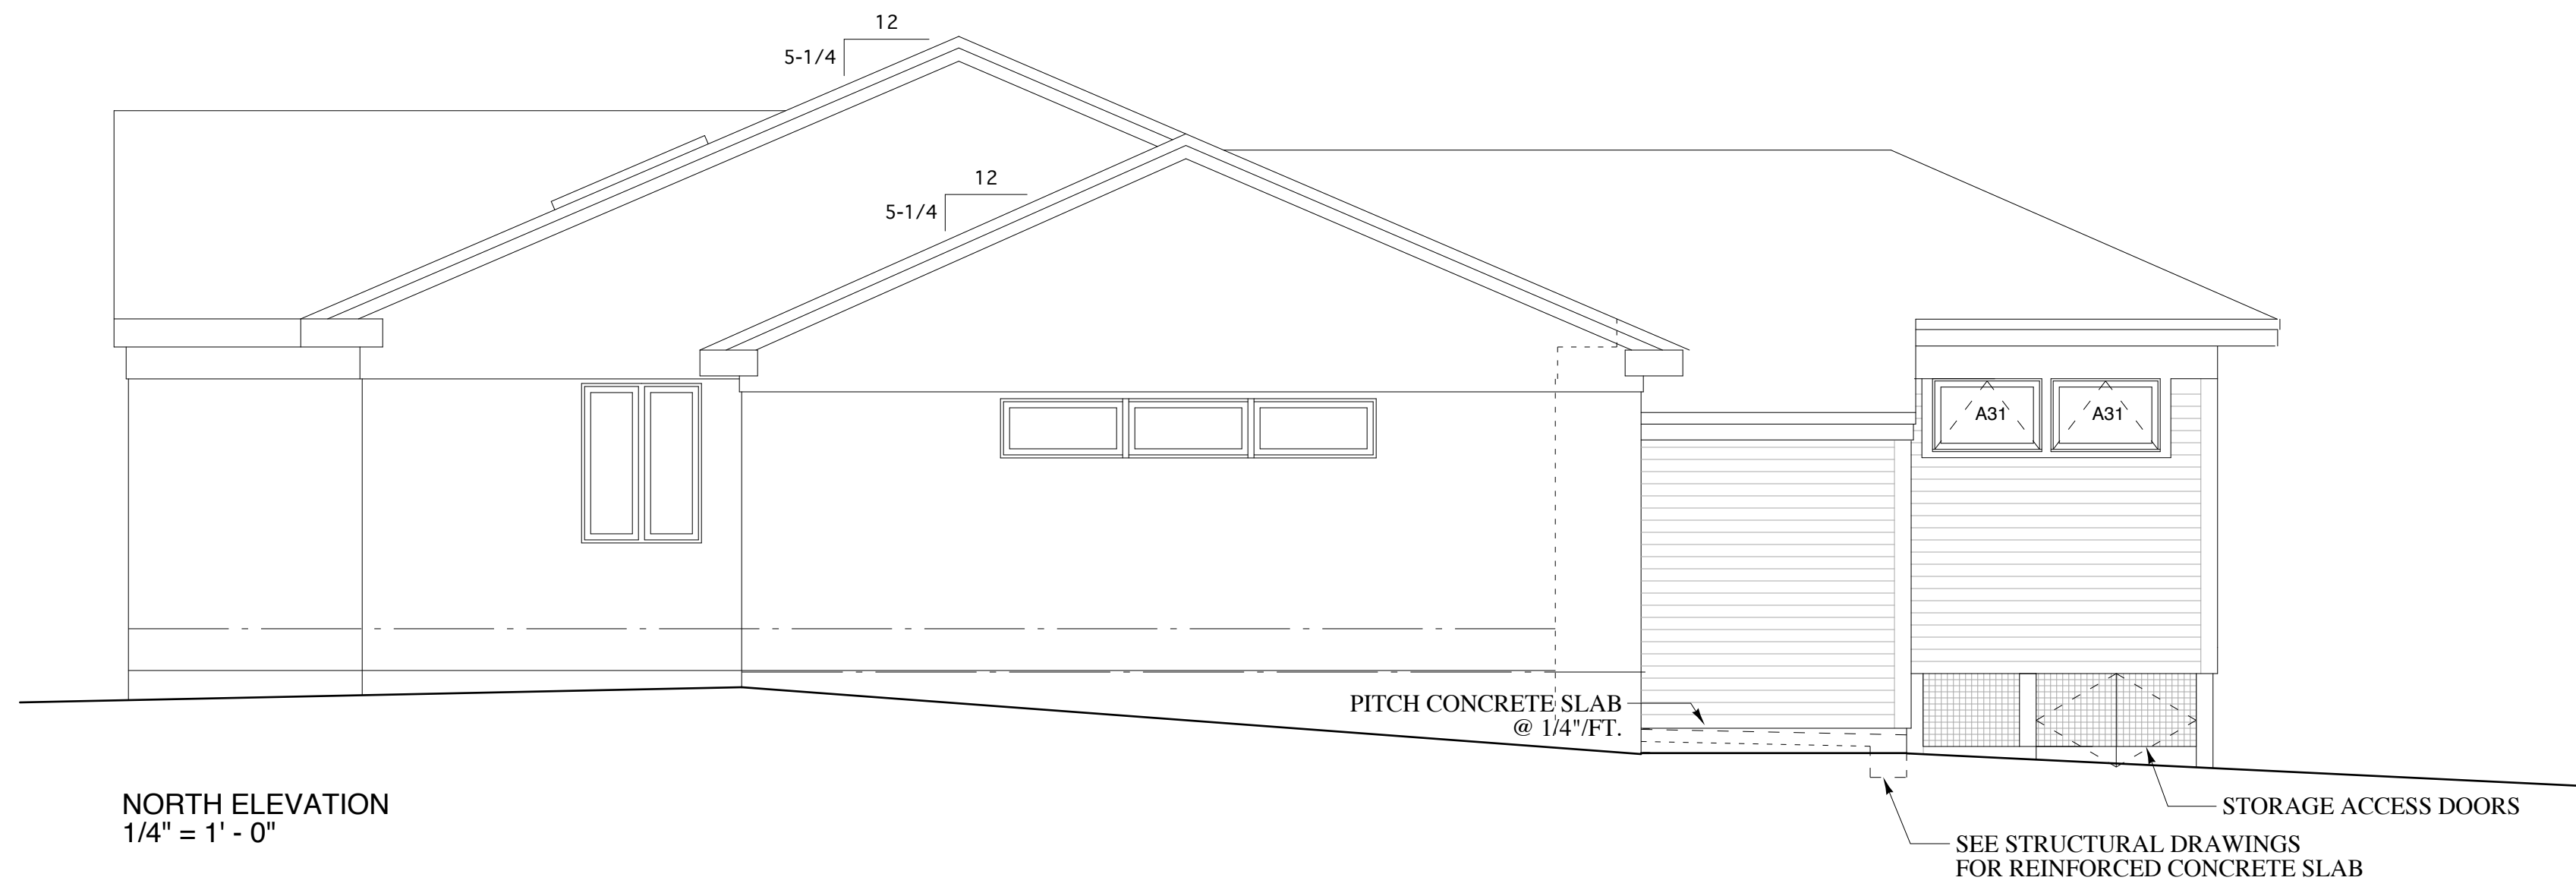 12
5-1/4
12
5-1/4
A31
A31
PITCH CONCRETE SLAB
@ 1/4"/FT.
NORTH ELEVATION
1/4" = 1' - 0"
STORAGE ACCESS DOORS
SEE STRUCTURAL DRAWINGS
FOR REINFORCED CONCRETE SLAB